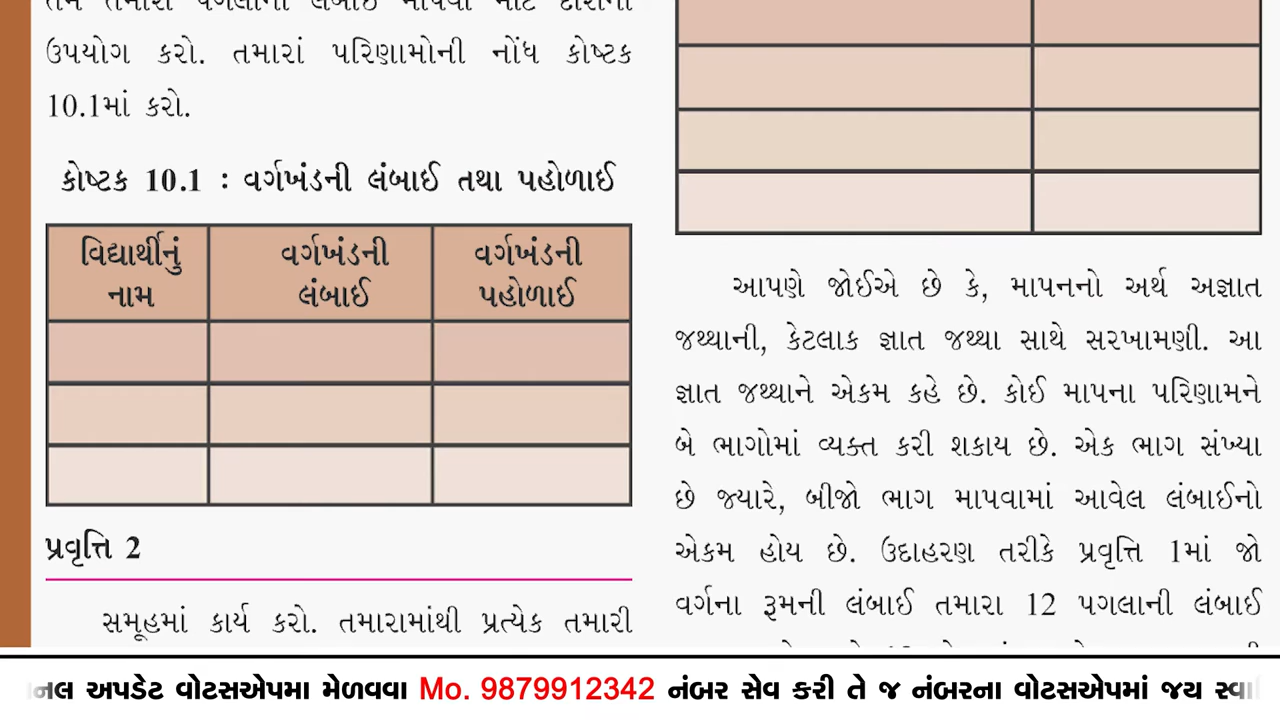 ઉપયોગ કરો. તમારાં પરિણામોની નોંધ કોષ્ટક
10.1માં કરો.
કોષ્ટક 10.1 : વર્ગખંડની લંબાઈ તથા પહોળાઈ
વિદ્યાર્થીનું નામ
વર્ગખંડની લંબાઈ
વર્ગખંડની પહોળાઈ
પ્રવૃત્તિ 2
સમૂહમાં કાર્ય કરો. તમારામાંથી પ્રત્યેક તમારી
આપણે જોઈએ છે કે, માપનનો અર્થ અજ્ઞાત
જથ્થાની, કેટલાક જ્ઞાત જથ્થા સાથે સરખામણી. આ
જ્ઞાત જથ્થાને એકમ કહે છે. કોઈ માપના પરિણામને
બે ભાગોમાં વ્યક્ત કરી શકાય છે. એક ભાગ સંખ્યા
છે જ્યારે, બીજો ભાગ માપવામાં આવેલ લંબાઈનો
એકમ હોય છે. ઉદાહરણ તરીકે પ્રવૃત્તિ 1માં જો
વર્ગના રૂમની લંબાઈ તમારા 12 પગલાની લંબાઈ
અપડેટ વોટસએપમા મેળવવા Mo. 9879912342 નંબર સેવ કરી તે જ નંબરના વોટસએપમાં જય